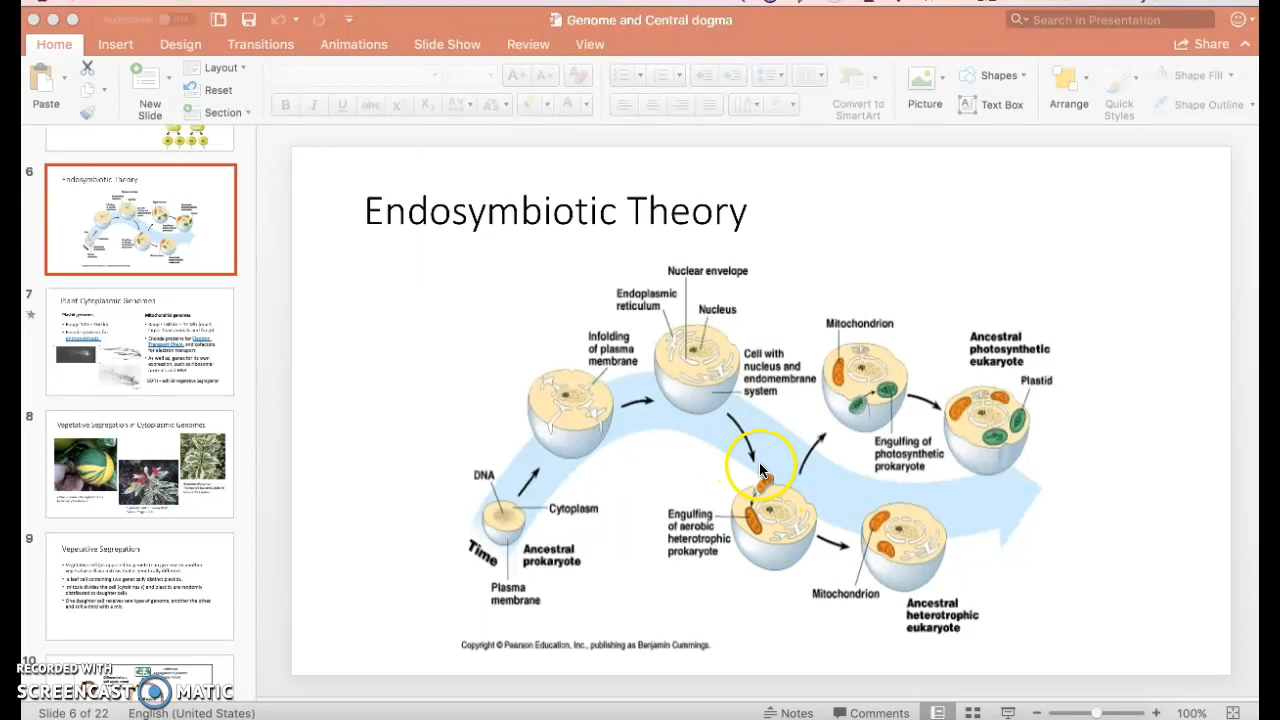 AutoSave
OFF
Genome and Central dogma
Search in Presentation
Home
Insert
Design
Transitions
Animations
Slide Show
Review
View
Share
Paste
New
Slide
Layout
Reset
Section
Convert to
SmartArt
Picture
Shapes
Text Box
Arrange
Quick
Styles
Shape Fill
Shape Outline
6
Endosymbiotic Theory
7
Plant Cytoplasmic Genomes
Mitochondrial genomes
8
Vegetative Segregation in Cytoplasmic Genomes
9
Vegetative Segregation
10
Endosymbiotic Theory
Nuclear envelope
Endoplasmic
reticulum
Nucleus
Infolding
of plasma
membrane
Cell with
nucleus and
endomembrane
system
Mitochondrion
Ancestral
photosynthetic
eukaryote
Plastid
Engulfing of
photosynthetic
prokaryote
DNA
Cytoplasm
Time
Ancestral
prokaryote
Plasma
membrane
Engulfing
of aerobic
heterotrophic
prokaryote
Mitochondrion
Ancestral
heterotrophic
eukaryote
Copyright © Pearson Education, Inc., publishing as Benjamin Cummings.
RECORDED WITH
SCREENCAST MATIC
Slide 6 of 22
English (United States)
Notes
Comments
100%